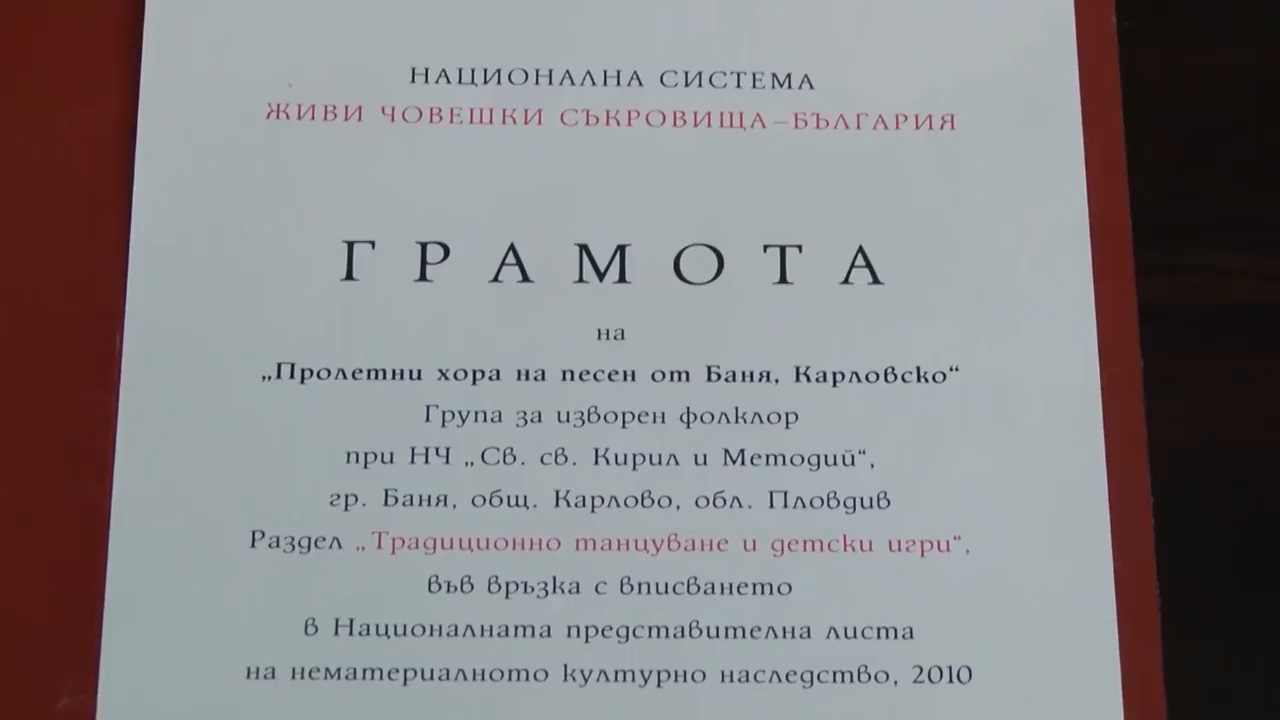 НАЦИОНАЛНА СИСТЕМА
ЖИВИ ЧОВЕШКИ СЪКРОВИЩА–БЪЛГАРИЯ
ГРАМОТА
на
„Пролетни хора на песен от Баня, Карловско“
Група за изворен фолклор
при НЧ „Св. св. Кирил и Методий“,
гр. Баня, общ. Карлово, обл. Пловдив
Раздел „Традиционно танцуване и детски игри“,
във връзка с вписването
в Националната представителна листа
на нематериалното културно наследство, 2010